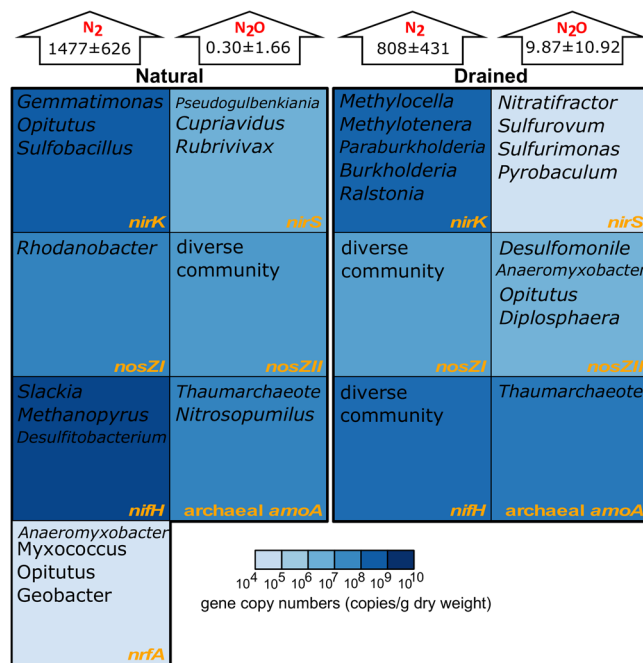 N2 N2O N2 N2O
1477±626 0.30±1.66 808±431 9.87±10.92
Natural Drained
Gemmatimonas
Opitutus
Sulfobacillus
nirK
Pseudogulbenkiania
Cupriavidus
Rubrivivax
nirS
Methylocella
Methylotenera
Paraburkholderia
Burkholderia
Ralstonia
nirK
Nitratifractor
Sulfurovum
Sulfurimonas
Pyrobaculum
nirS
Rhodanobacter
nosZI
diverse
community
nosZII
diverse
community
nosZI
Desulfomonile
Anaeromyxobacter
Opitutus
Diplosphaera
nosZII
Slackia
Methanopyrus
Desulfitobacterium
nifH
Thaumarchaeote
Nitrosopumilus
archaeal amoA
diverse
community
nifH
Thaumarchaeote
archaeal amoA
Anaeromyxobacter
Myxococcus
Opitutus
Geobacter
nrfA
10^4 10^5 10^6 10^7 10^8 10^9 10^10
gene copy numbers (copies/g dry weight)